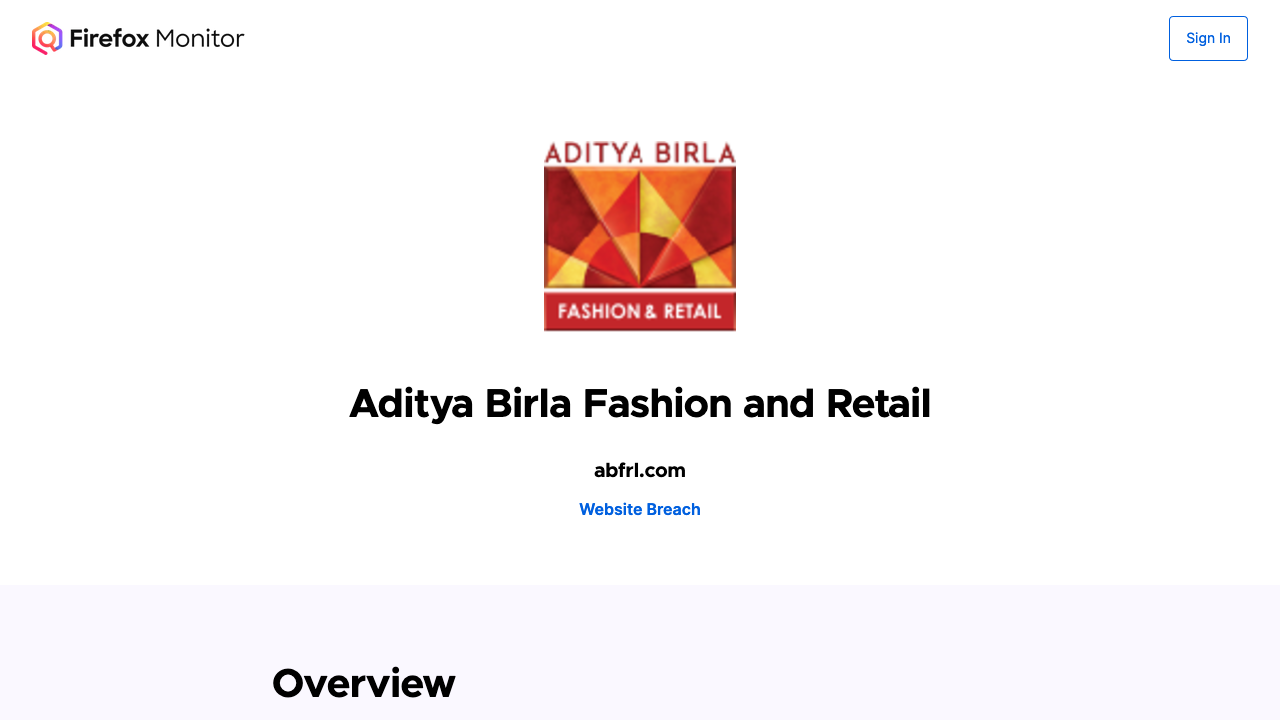 Firefox Monitor
Sign In
ADITYA BIRLA
FASHION & RETAIL
Aditya Birla Fashion and Retail
abfrl.com
Website Breach
Overview